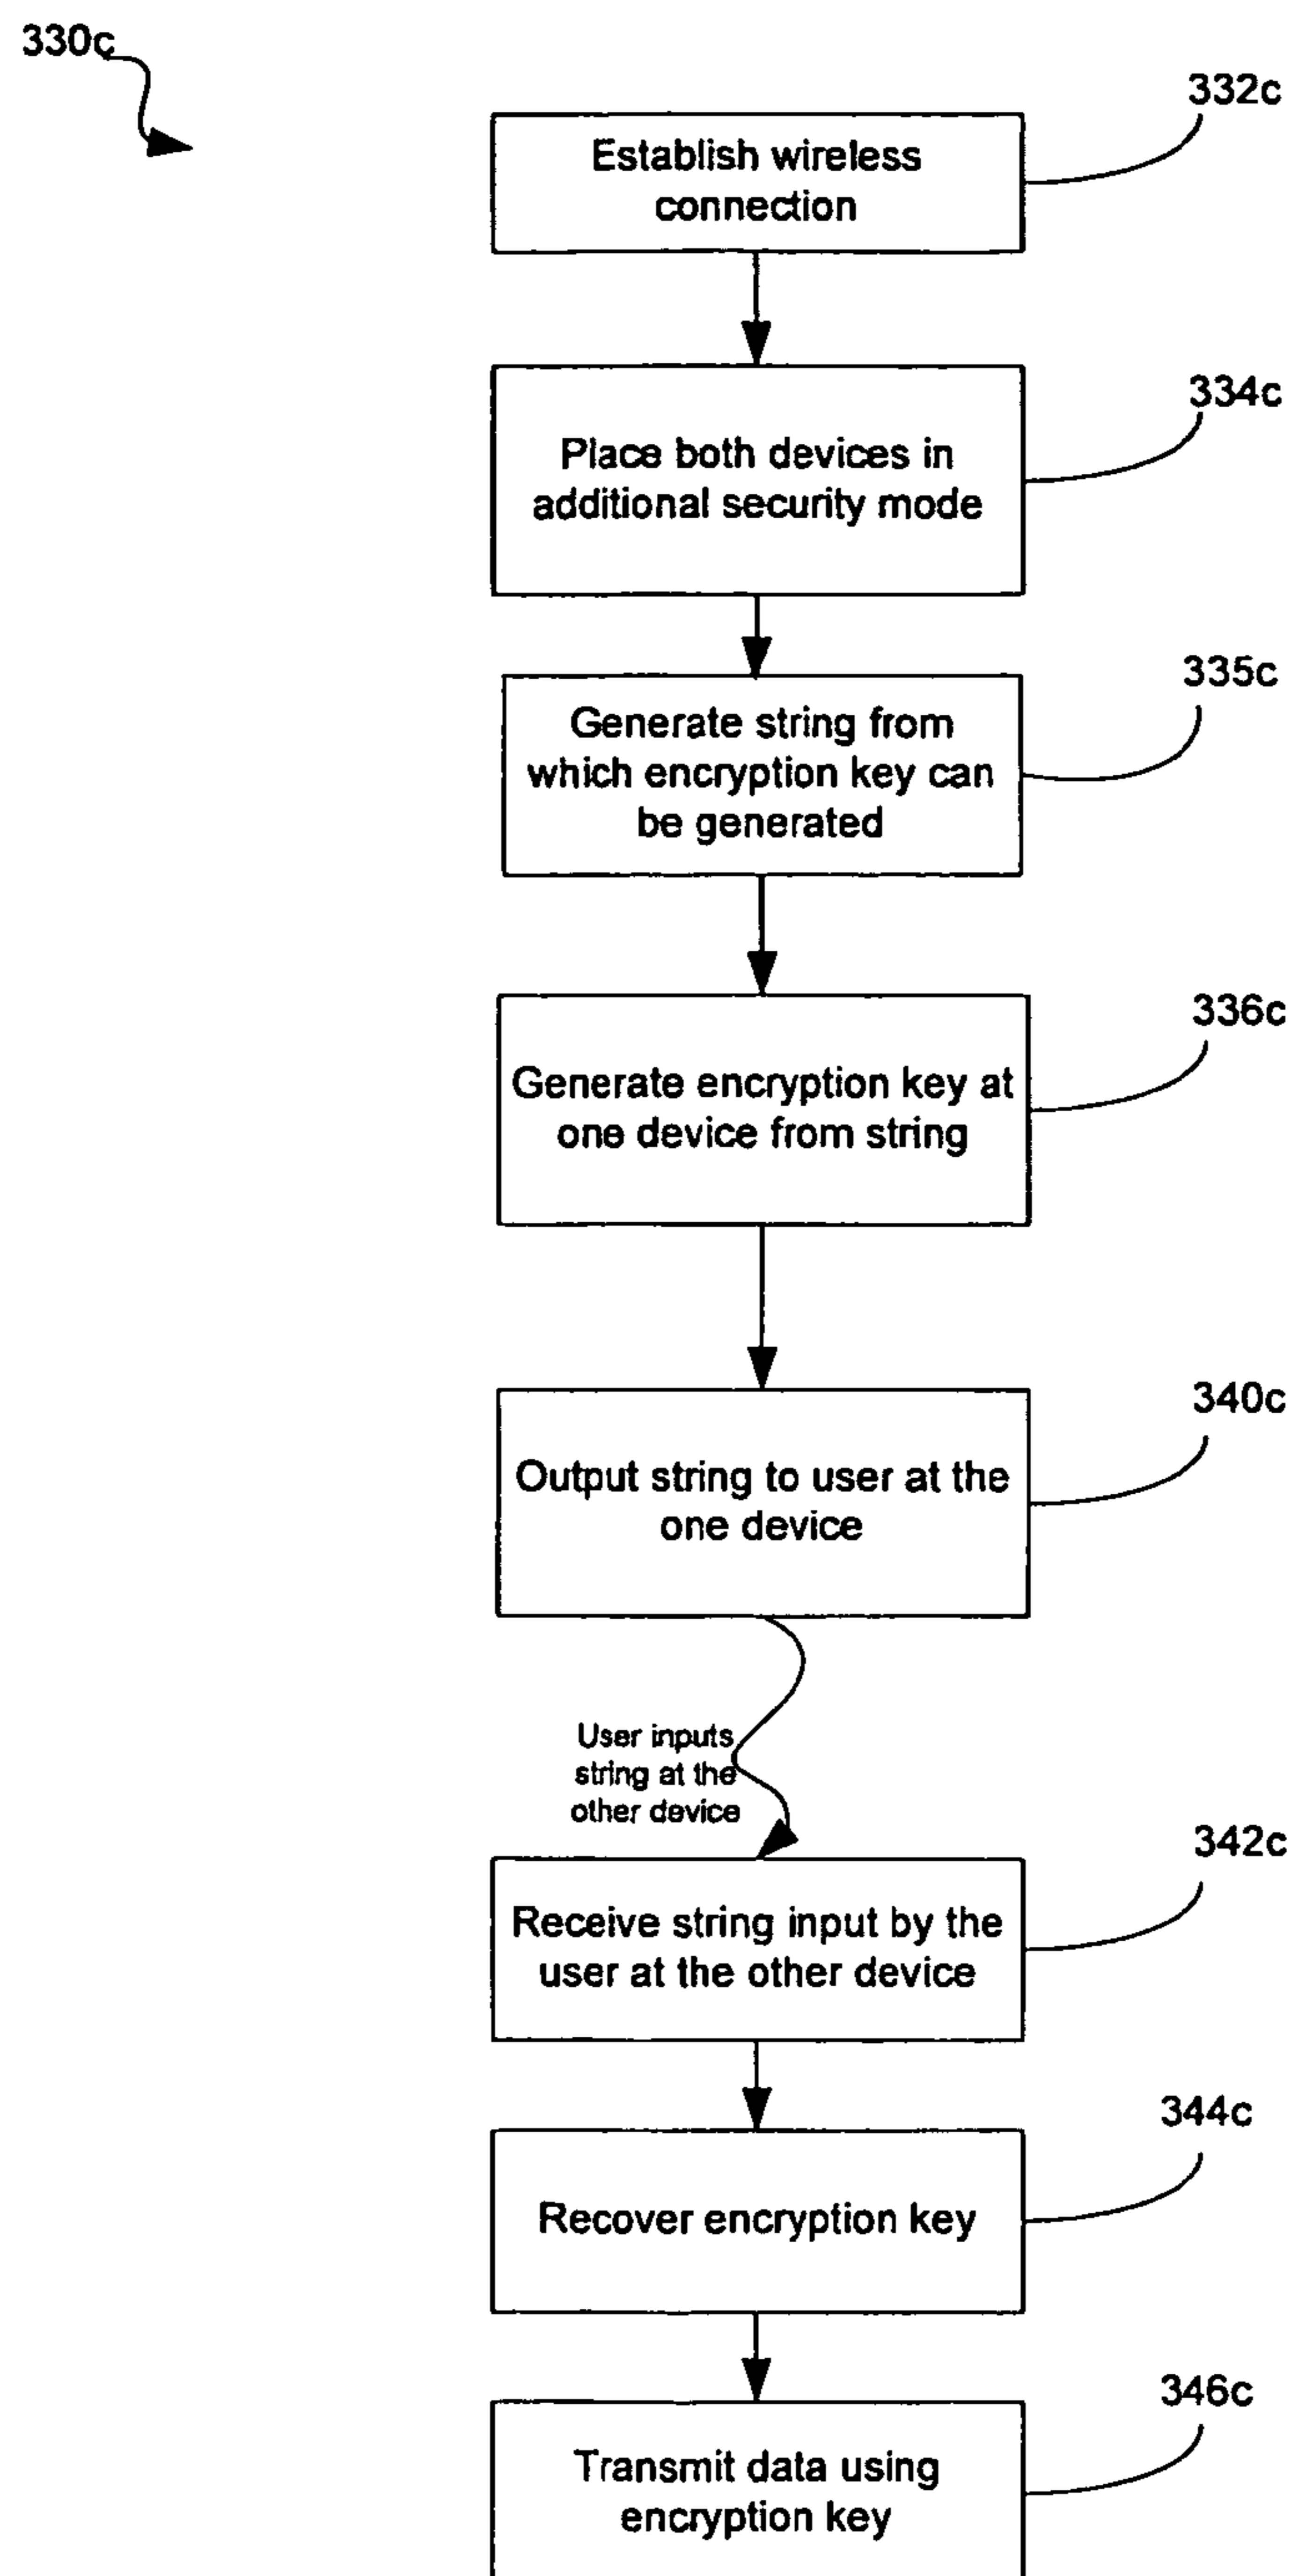 330c
332c
Establish wireless
connection
334c
Place both devices in
additional security mode
335c
Generate string from
which encryption key can
be generated
336c
Generate encryption key at
one device from string
340c
Output string to user at the
one device
User inputs
string at the
other device
342c
Receive string input by the
user at the other device
344c
Recover encryption key
346c
Transmit data using
encryption key